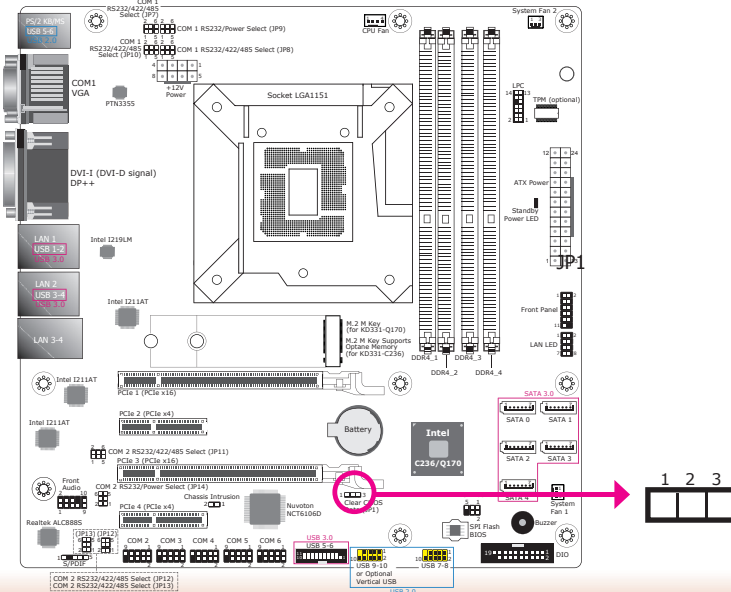 COM 1
RS232/422/485
Select (JP7)
COM 1 RS232/Power Select (JP9)
COM 1
RS232/422/485
Select (JP10)
COM 1 RS232/422/485 Select (JP8)
+12V
Power
CPU Fan
System Fan 2
PS/2 KB/MS
USB 5-6
COM1
VGA
PTN3355
Socket LGA1151
LPC
TPM (optional)
DVI-I (DVI-D signal)
DP++
ATX Power
Standby
Power LED
LAN 1
USB 1-2
USB 3.0
Intel I219LM
JP1
LAN 2
USB 3-4
USB 3.0
Intel I211AT
Front Panel
LAN 3-4
M.2 M Key
(for KD331-Q170)
M.2 M Key Supports
Optane Memory
(for KD331-C236)
LAN LED
DDR4_1
DDR4_3
DDR4_2
DDR4_4
Intel I211AT
PCIe 1 (PCIe x16)
SATA 3.0
SATA 0
SATA 1
Intel I211AT
PCIe 2 (PCIe x4)
Battery
Intel
C236/Q170
COM 2 RS232/422/485 Select (JP11)
PCIe 3 (PCIe x16)
SATA 2
SATA 3
SATA 4
1 2 3
Front
Audio
COM 2 RS232/Power Select (JP14)
Chassis Intrusion
Clear CMOS
System
Fan 1
PCIe 4 (PCIe x4)
Nuvoton
NCT6106D
Realtek ALC888S
SPI Flash
BIOS
Buzzer
(JP13) (JP12)
S/PDIF
COM 2
COM 3
COM 4
COM 5
COM 6
USB 3.0
USB 5-6
USB 9-10
or Optional
Vertical USB
USB 7-8
DIO
COM 2 RS232/422/485 Select (JP12)
COM 2 RS232/422/485 Select (JP13)
USB 2.0